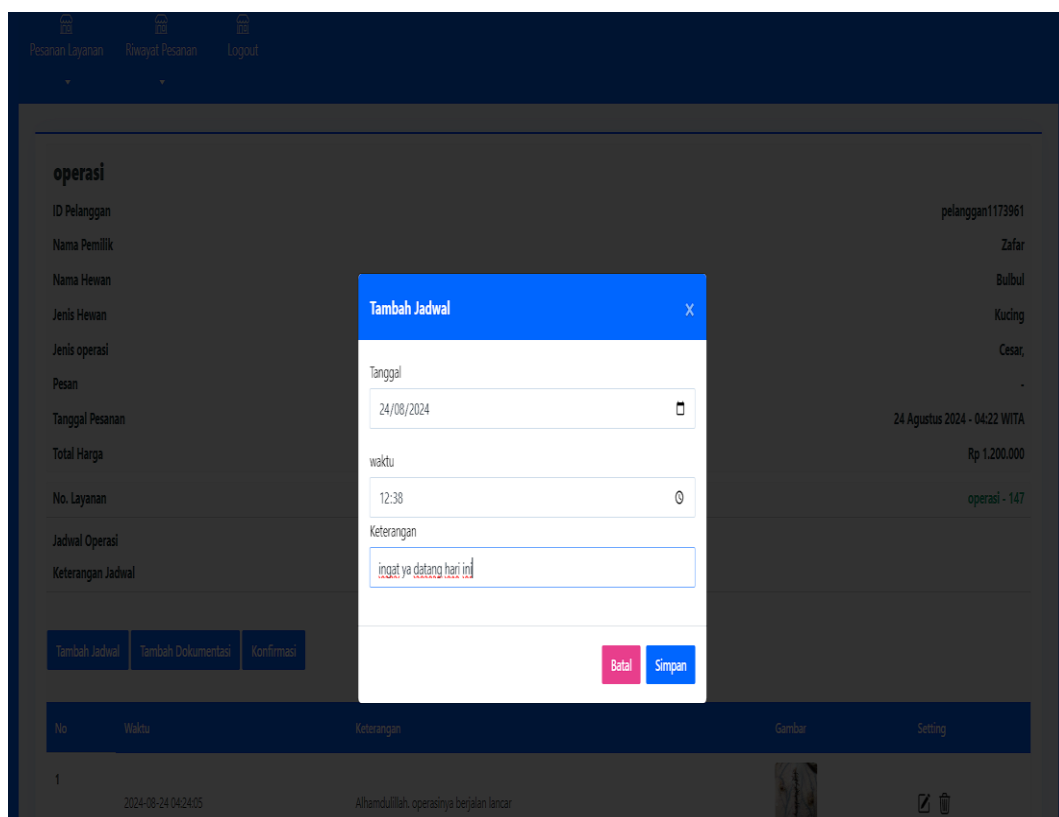 Pesanan Layanan Riwayat Pesanan Logout
operasi
ID Pelanggan pelanggan1173961
Nama Pemilik Zafar
Nama Hewan Bulbul
Jenis Hewan Kucing
Jenis operasi Cesar,
Pesan -
Tanggal Pesanan 24 Agustus 2024 - 04:22 WITA
Total Harga Rp 1.200.000
No. Layanan operasi - 147
Jadwal Operasi
Keterangan Jadwal
Tambah Jadwal X
Tanggal
24/08/2024
waktu
12:38
Keterangan
ingat ya datang hari ini
Batal Simpan
Tambah Jadwal Tambah Dokumentasi Konfirmasi
No Waktu Keterangan Gambar Setting
1
2024-08-24 04:24:05 Alhamdulillah. operasinya berjalan lancar